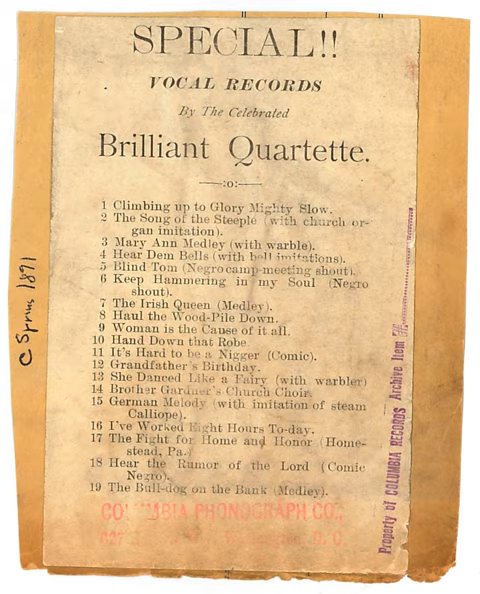 SPECIAL!!
VOCAL RECORDS
By The Celebrated
Brilliant Quartette.
—:o:—
1 Climbing up to Glory Mighty Slow.
2 The Song of the Steeple (with church or-
gan imitation).
3 Mary Ann Medley (with warble).
4 Hear Dem Bells (with bell imitations).
5 Blind Tom (Negro camp-meeting shout).
6 Keep Hammering in my Soul (Negro
shout).
7 The Irish Queen (Medley).
8 Haul the Wood-Pile Down.
9 Woman is the Cause of it all.
10 Hand Down that Robe.
11 It's Hard to be a Nigger (Comic).
12 Grandfather's Birthday.
13 She Danced Like a Fairy (with warbler)
14 Brother Gardner's Church Choir.
15 German Melody (with imitation of steam
Calliope).
16 I've Worked Eight Hours To-day.
17 The Fight for Home and Honor (Home-
stead, Pa.)
18 Hear the Rumor of the Lord (Comic
Negro).
19 The Bull-dog on the Bank (Medley).
COLUMBIA PHONOGRAPH CO.,
D. C.
C Spring 1891
Property of COLUMBIA RECORDS Archive Item